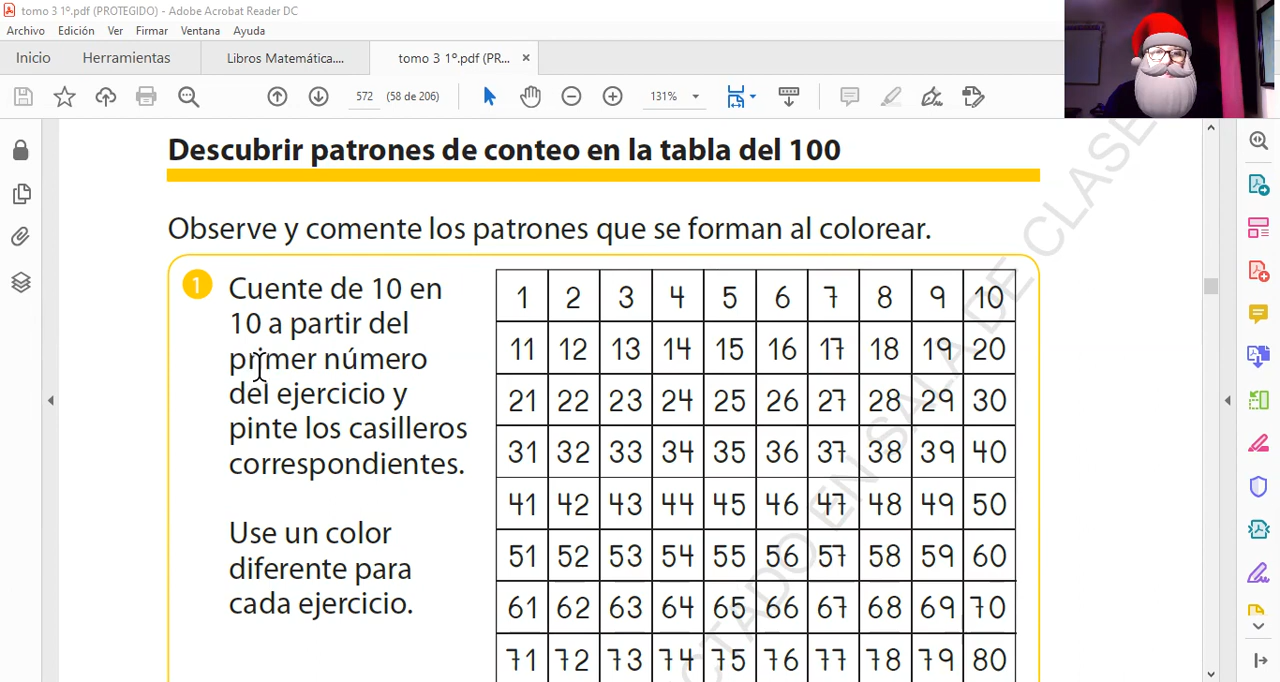 tomo 3 1º.pdf (PROTEGIDO) - Adobe Acrobat Reader DC
Archivo Edición Ver Firmar Ventana Ayuda
Inicio Herramientas Libros Matemática.... tomo 3 1º.pdf (PR... ×
572 (58 de 206) 131%
Descubrir patrones de conteo en la tabla del 100
Observe y comente los patrones que se forman al colorear.
1 Cuente de 10 en
10 a partir del
primer número
del ejercicio y
pinte los casilleros
correspondientes.
Use un color
diferente para
cada ejercicio.
1 2 3 4 5 6 7 8 9 10
11 12 13 14 15 16 17 18 19 20
21 22 23 24 25 26 27 28 29 30
31 32 33 34 35 36 37 38 39 40
41 42 43 44 45 46 47 48 49 50
51 52 53 54 55 56 57 58 59 60
61 62 63 64 65 66 67 68 69 70
71 72 73 74 75 76 77 78 79 80
EN SALA DE CLASE